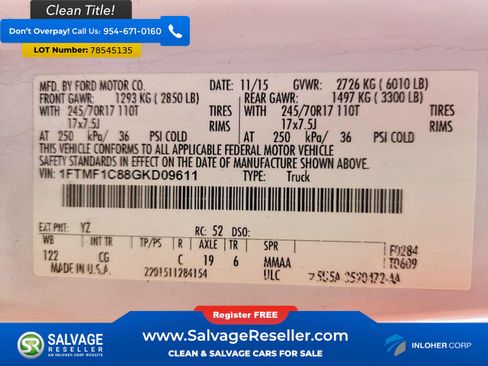 Clean Title!
Don't Overpay! Call Us: 954-671-0160
LOT Number 78545135
MFD. BY FORD MOTOR CO. 11/15 GVWR: 2726 KG ( 6010 LB)
FRONT GAWR: 1293 KG ( 2850 LB) REAR GAWR: 1497 KG ( 3300 LB)
WITH 245/70R17 110T TIRES WITH 245/70R17 110T TIRES
17x7.5J RIMS 17x7.5J RIMS
AT 250 kPa/ 36 PSI COLD AT 250 kPa/ 36 PSI COLD
THIS VEHICLE CONFORMS TO ALL APPLICABLE FEDERAL MOTOR VEHICLE
SAFETY STANDARDS IN EFFECT ON THE DATE OF MANUFACTURE SHOWN ABOVE.
VIN: 1FTMF1C88GKD09611 TYPE: Truck
EXT PNT: YZ RC: 52 DSO:
WB INT TR TP/PS R AXLE TR SPR F0284
122 CG C 19 6 MMAA T0609
MADE IN U.S.A. 2201511284154 ULC
Register FREE
SALVAGE RESELLER
AN INLOHER CORP WEBSITE
www.SalvageReseller.com
CLEAN & SALVAGE CARS FOR SALE
INLOHER CORP